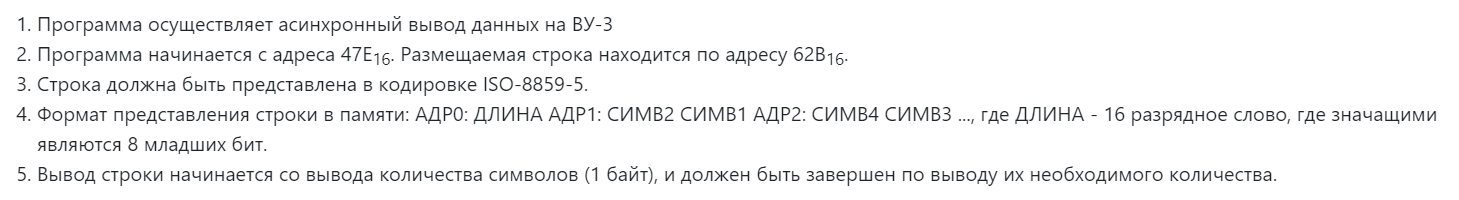 1. Программа осуществляет асинхронный вывод данных на ВУ-3
2. Программа начинается с адреса 47E₁₆. Размещаемая строка находится по адресу 62B₁₆.
3. Строка должна быть представлена в кодировке ISO-8859-5.
4. Формат представления строки в памяти: АДР0: ДЛИНА АДР1: СИМВ2 СИМВ1 АДР2: СИМВ4 СИМВ3 ..., где ДЛИНА - 16 разрядное слово, где значащими
являются 8 младших бит.
5. Вывод строки начинается со вывода количества символов (1 байт), и должен быть завершен по выводу их необходимого количества.